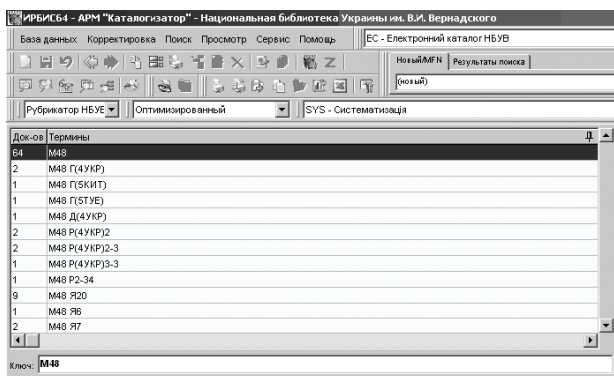 ИРБИС64 - АРМ "Каталогизатор" - Национальная библиотека Украины им. В.И. Вернадского
База данных Корректировка Поиск Просмотр Сервис Помощь
ЕС - Електронний каталог НБУВ
Новый/MFN Результаты поиска
(новый)
Рубрикатор НБУВ Оптимизированный SYS - Систематизація
Док-ов Термины
64 М48
2 М48 Г(4УКР)
1 М48 Г(5КИТ)
1 М48 Г(5ТУЕ)
1 М48 Д(4УКР)
2 М48 Р(4УКР)2
2 М48 Р(4УКР)2-3
1 М48 Р(4УКР)3-3
1 М48 Р2-34
9 М48 Я20
1 М48 Я6
2 М48 Я7
Ключ: М48